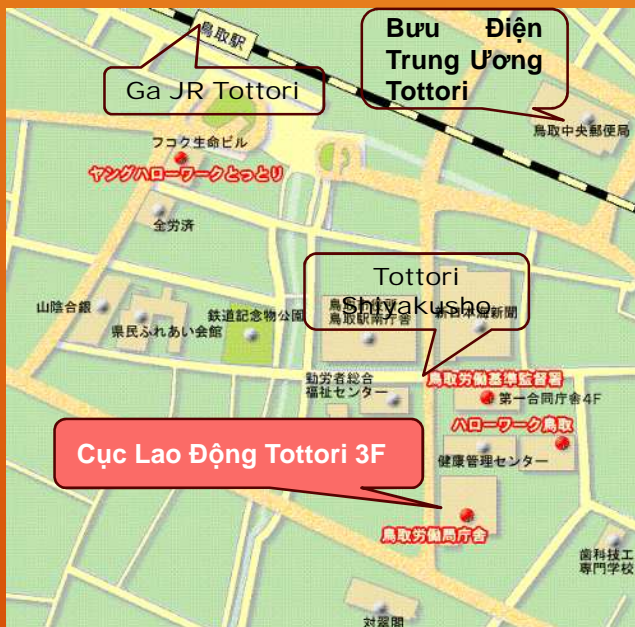 鳥取駅
Bưu Điện
Trung Ương
Tottori
Ga JR Tottori
鳥取中央郵便局
フコク生命ビル
ヤングハローワークとっとり
全労済
Tottori
Shiyakusho
山陰合銀
県民ふれあい会館
鉄道記念物公園
鳥取駅南庁舎
新日本海新聞
勤労者総合
福祉センター
鳥取労働基準監督署
第一合同庁舎4F
ハローワーク鳥取
健康管理センター
Cục Lao Động Tottori 3F
鳥取労働局庁舎
歯科技工
専門学校
対翠閣